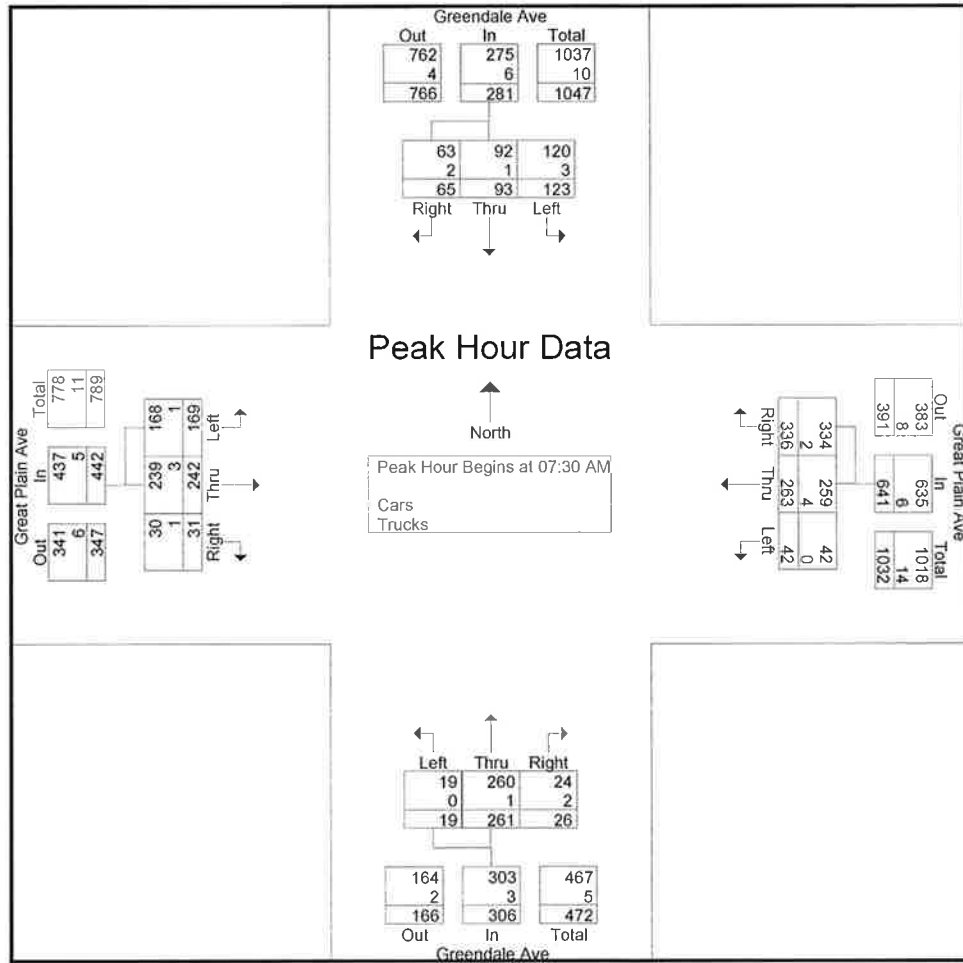 Greendale Ave
Out In Total
762 275 1037
4 6 10
766 281 1047
63 92 120
2 1 3
65 93 123
Right Thru Left
Peak Hour Data
North
Peak Hour Begins at 07:30 AM
Cars
Trucks
Great Plain Ave
Out In Total
341 437 778
6 5 11
347 442 789
Left Thru Right
168 239 30
1 3 1
169 242 31
Great Plain Ave
Out In Total
383 635 1018
8 6 14
391 641 1032
Right Thru Left
334 259 42
2 4 0
336 263 42
Left Thru Right
19 260 24
0 1 2
19 261 26
164 303 467
2 3 5
166 306 472
Out In Total
Greendale Ave